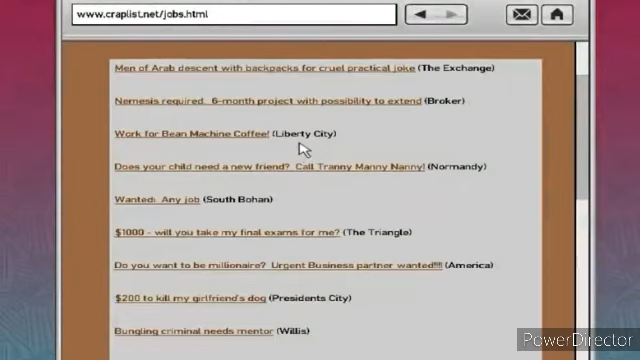 www.craplist.net/jobs.html
Men of Arab descent with backpacks for cruel practical joke (The Exchange)
Nemesis required. 6-month project with possibility to extend (Broker)
Work for Bean Machine Coffee! (Liberty City)
Does your child need a new friend? Call Tranny Manny Nanny! (Normandy)
Wanted: Any job (South Bohan)
$1000 - will you take my final exams for me? (The Triangle)
Do you want to be millionaire? Urgent Business partner wanted!!!! (America)
$200 to kill my girlfriend's dog (Presidents City)
Bungling criminal needs mentor (Willis)
PowerDirector